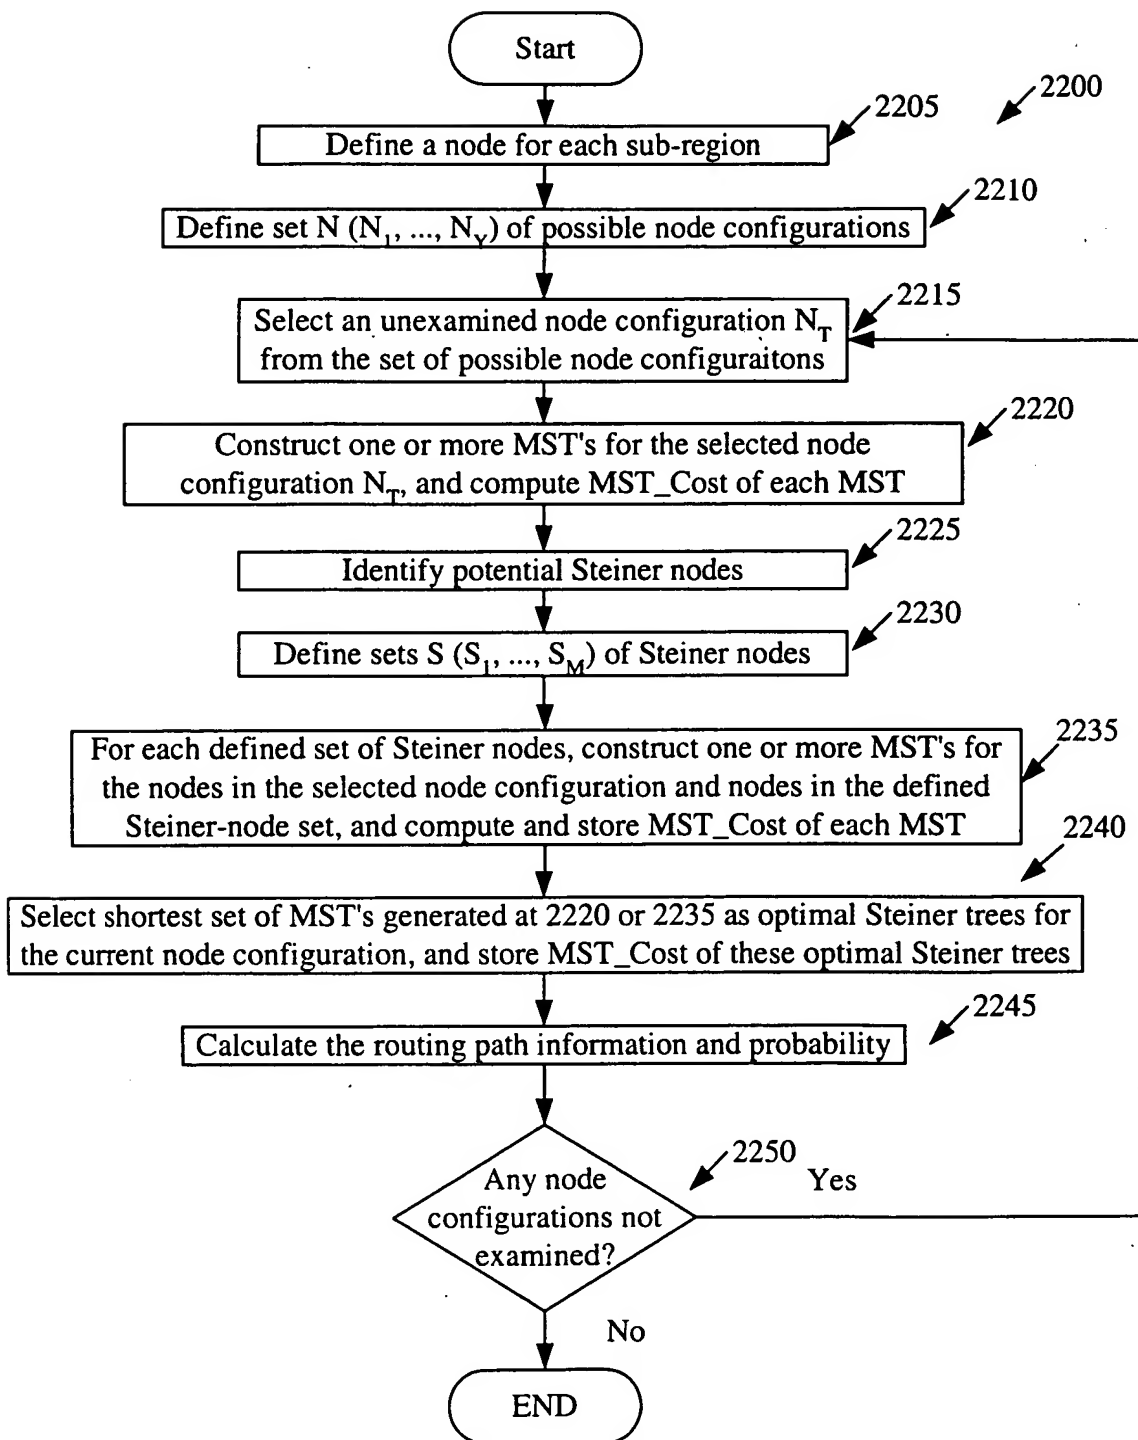 Start
2200
2205
Define a node for each sub-region
2210
Define set N (N1, ..., NY) of possible node configurations
2215
Select an unexamined node configuration NT
from the set of possible node configuraitons
2220
Construct one or more MST's for the selected node
configuration NT, and compute MST_Cost of each MST
2225
Identify potential Steiner nodes
2230
Define sets S (S1, ..., SM) of Steiner nodes
2235
For each defined set of Steiner nodes, construct one or more MST's for
the nodes in the selected node configuration and nodes in the defined
Steiner-node set, and compute and store MST_Cost of each MST
2240
Select shortest set of MST's generated at 2220 or 2235 as optimal Steiner trees for
the current node configuration, and store MST_Cost of these optimal Steiner trees
2245
Calculate the routing path information and probability
2250
Yes
Any node
configurations not
examined?
No
END